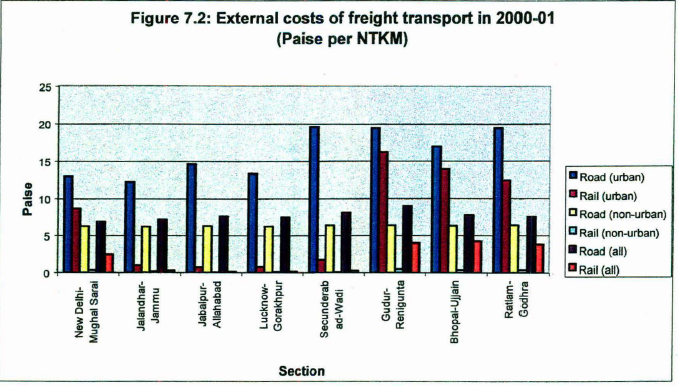 Figure 7.2: External costs of freight transport in 2000-01
(Paise per NTKM)
25
20
15
10
5
0
Paise
New Delhi-
Mughal Sarai
Jalandhar-
Jammu
Jabalpur-
Allahabad
Lucknow-
Gorakhpur
Secunderab
ad-Wadi
Gudur-
Renigunta
Bhopal-Ujjain
Ratlam-
Godhra
Section
Road (urban)
Rail (urban)
Road (non-urban)
Rail (non-urban)
Road (all)
Rail (all)